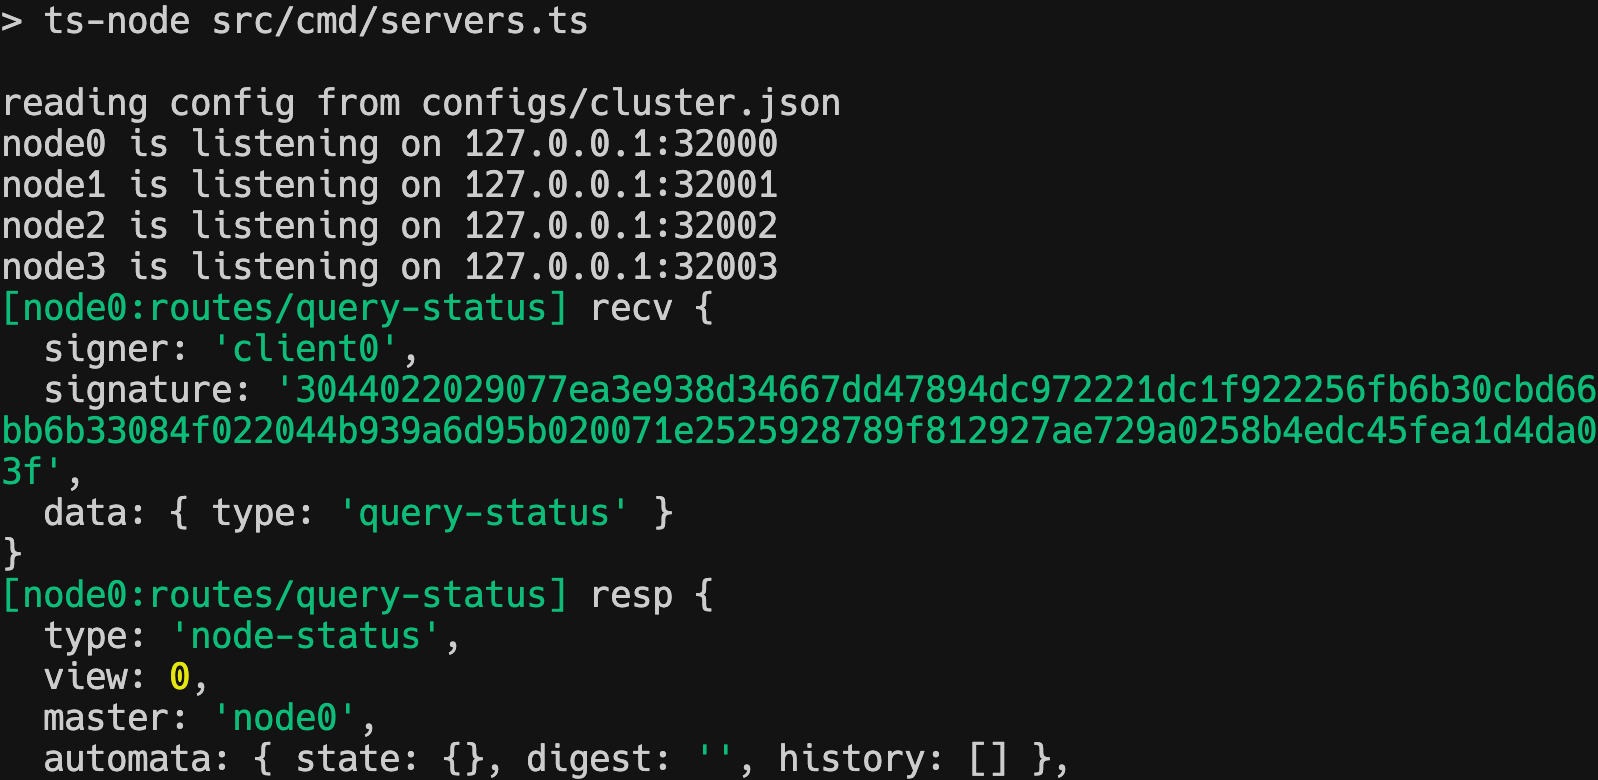 > ts-node src/cmd/servers.ts
reading config from configs/cluster.json
node0 is listening on 127.0.0.1:32000
node1 is listening on 127.0.0.1:32001
node2 is listening on 127.0.0.1:32002
node3 is listening on 127.0.0.1:32003
[node0:routes/query-status] recv {
  signer: 'client0',
  signature: '3044022029077ea3e938d34667dd47894dc972221dc1f922256fb6b30cbd66
bb6b33084f022044b939a6d95b020071e2525928789f812927ae729a0258b4edc45fea1d4da0
3f',
  data: { type: 'query-status' }
}
[node0:routes/query-status] resp {
  type: 'node-status',
  view: 0,
  master: 'node0',
  automata: { state: {}, digest: '', history: [] },